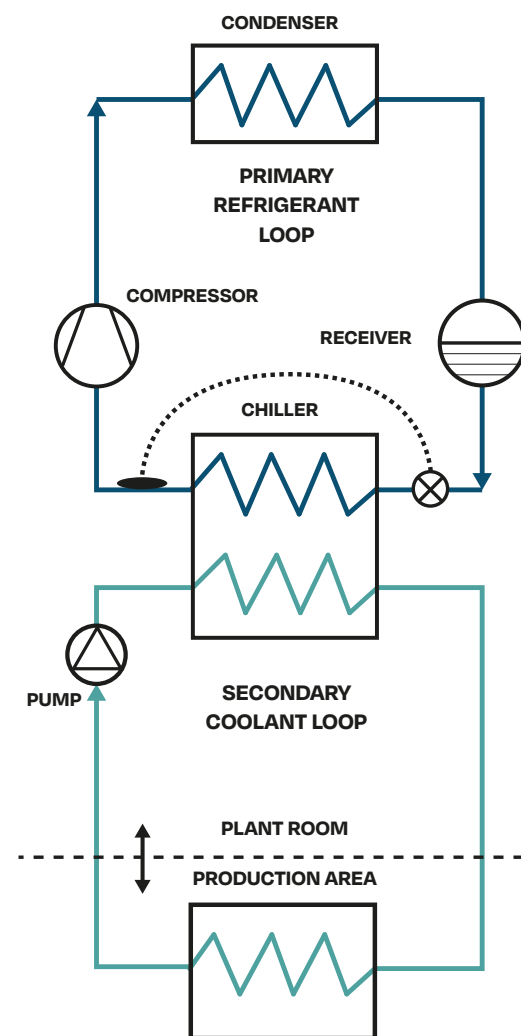 CONDENSER
PRIMARY
REFRIGERANT
LOOP
COMPRESSOR
RECEIVER
CHILLER
PUMP
SECONDARY
COOLANT LOOP
PLANT ROOM
PRODUCTION AREA